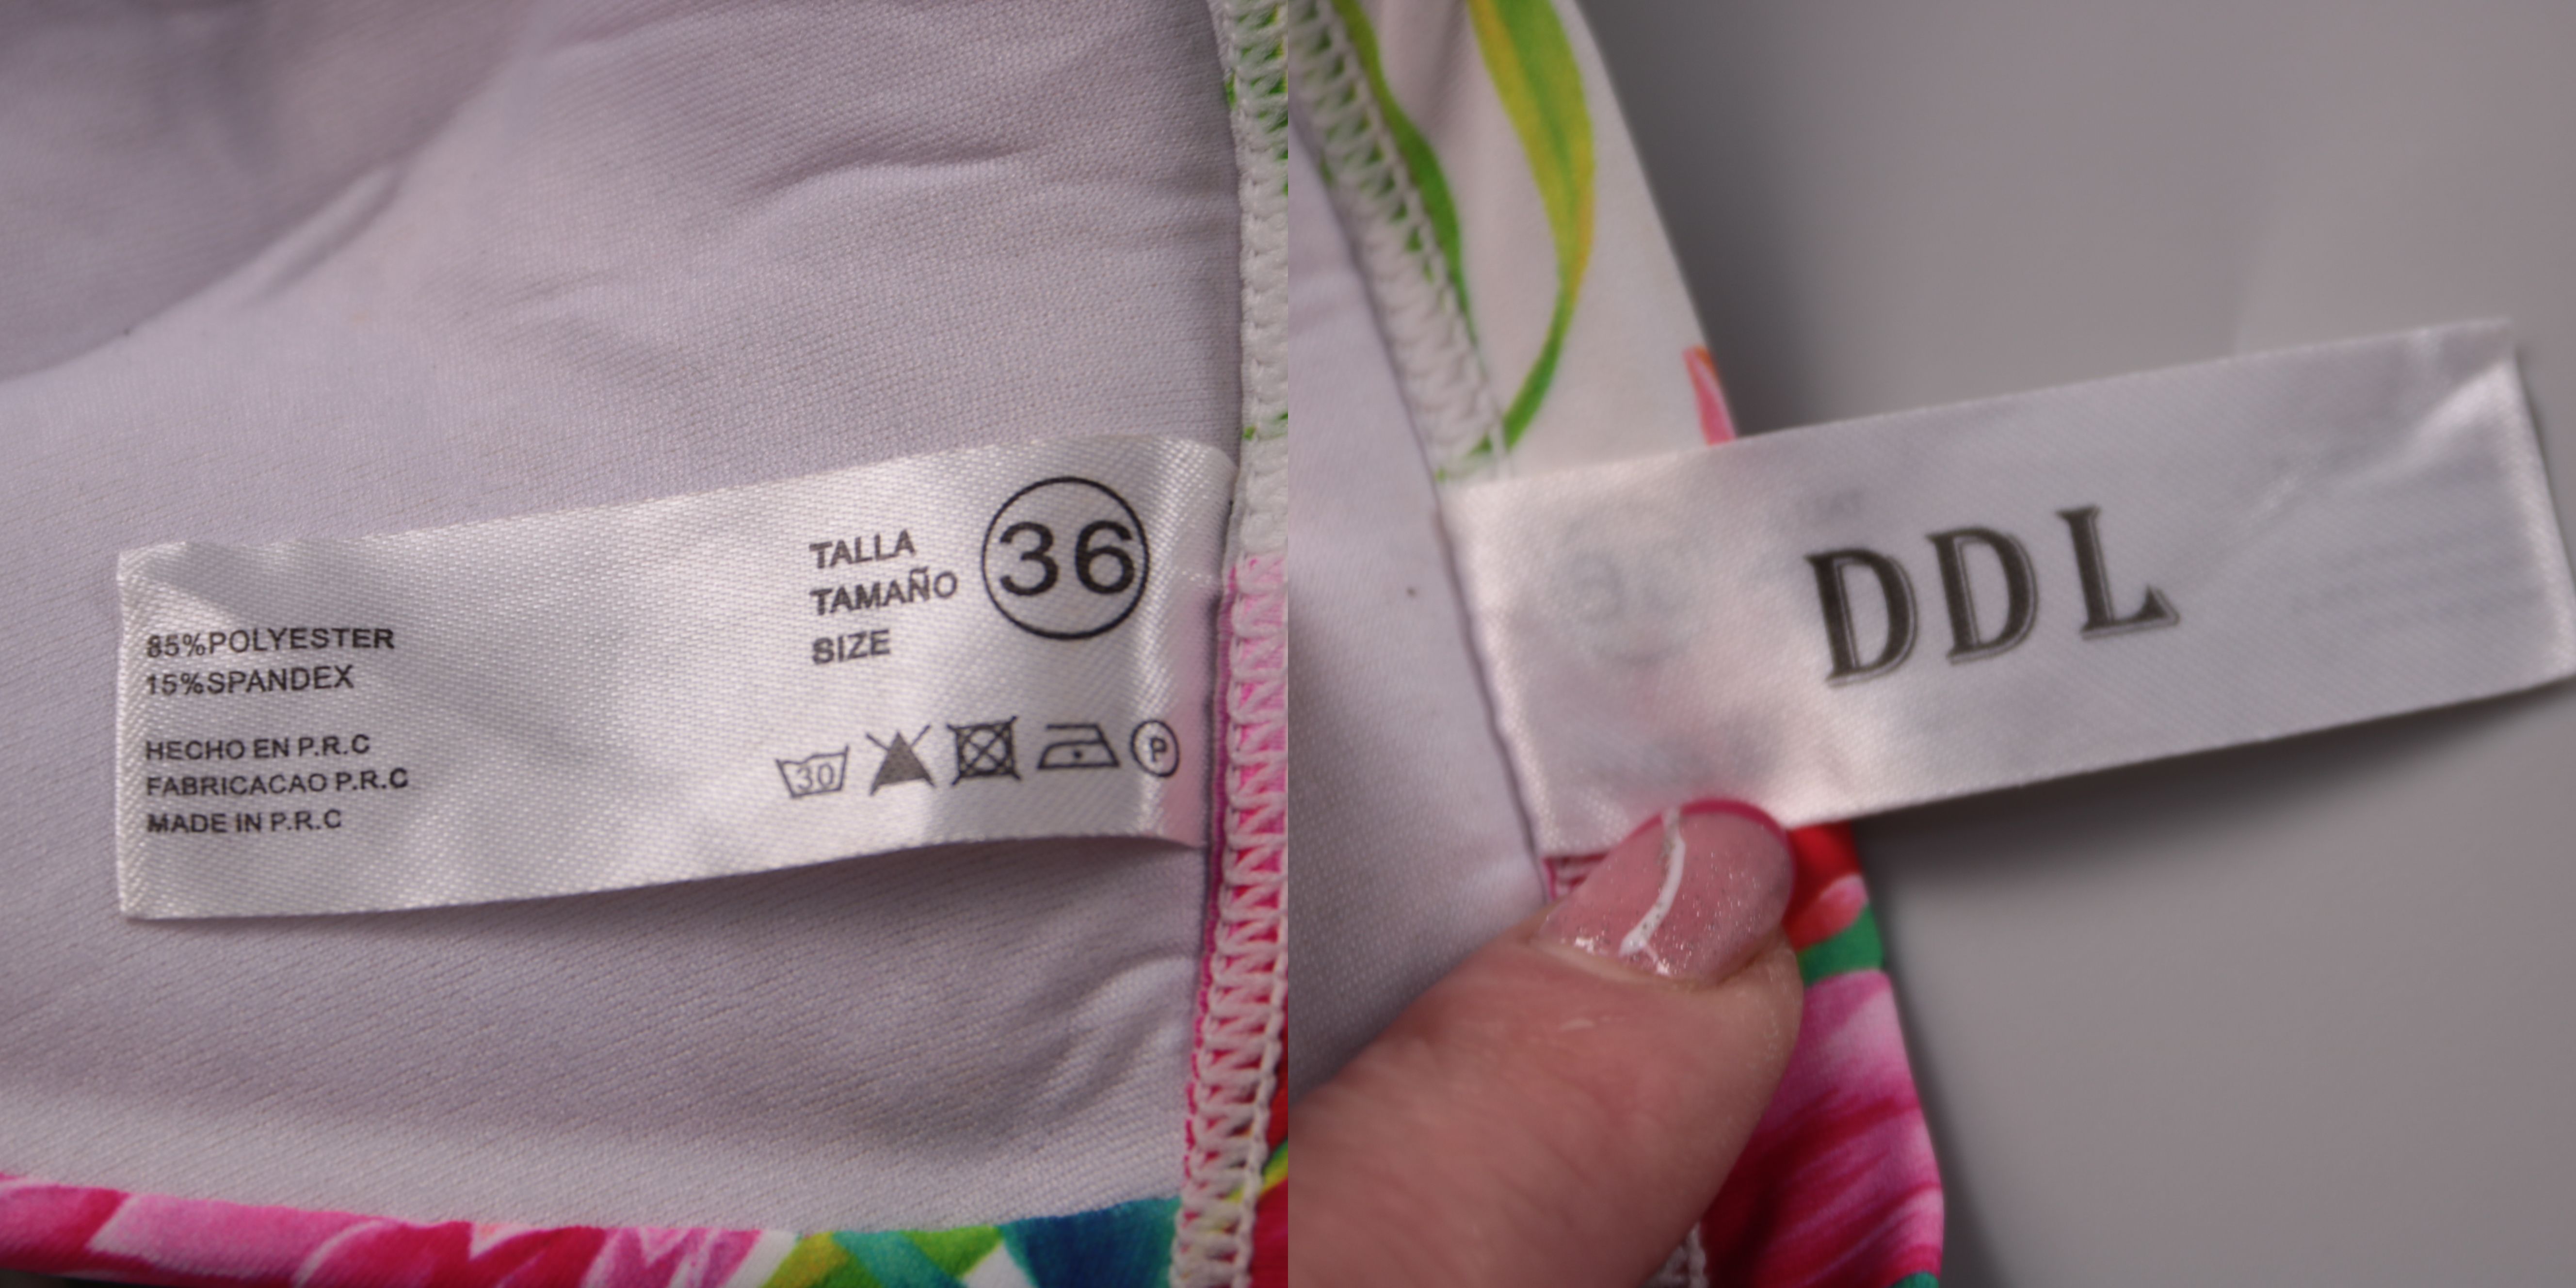 TALLA
TAMAÑO
SIZE
36
85%POLYESTER
15%SPANDEX
HECHO EN P.R.C
FABRICACAO P.R.C
MADE IN P.R.C
30
P
DDL